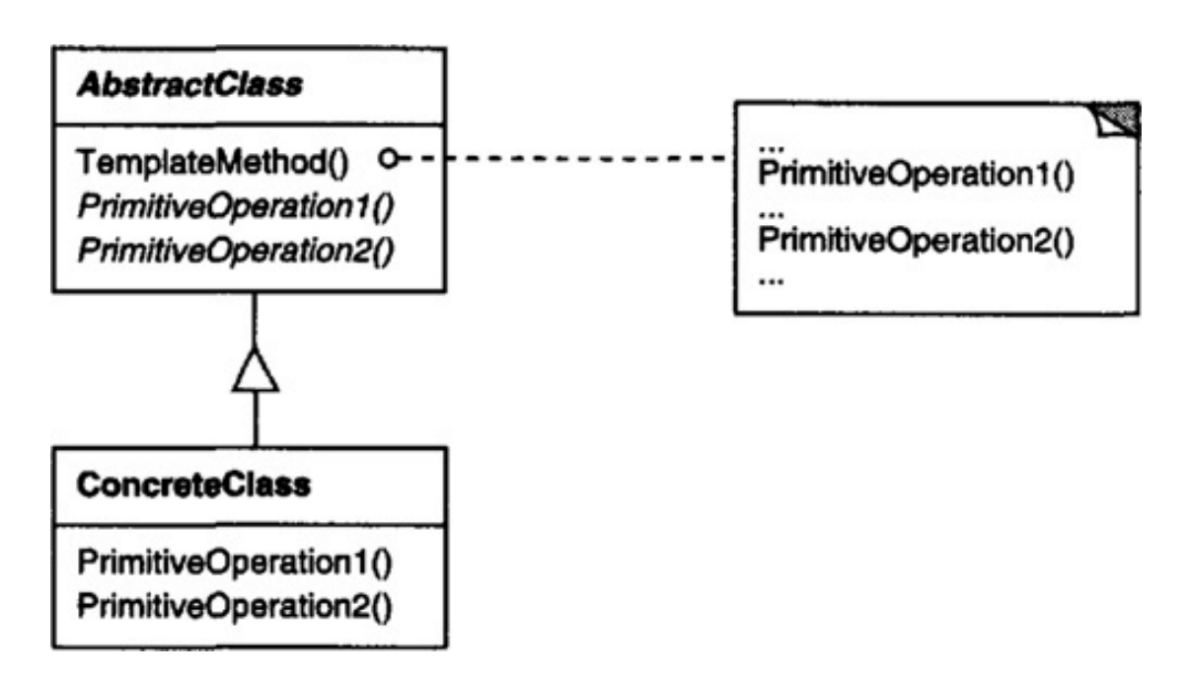 AbstractClass
TemplateMethod()
PrimitiveOperation1()
PrimitiveOperation2()
...
PrimitiveOperation1()
...
PrimitiveOperation2()
...
ConcreteClass
PrimitiveOperation1()
PrimitiveOperation2()